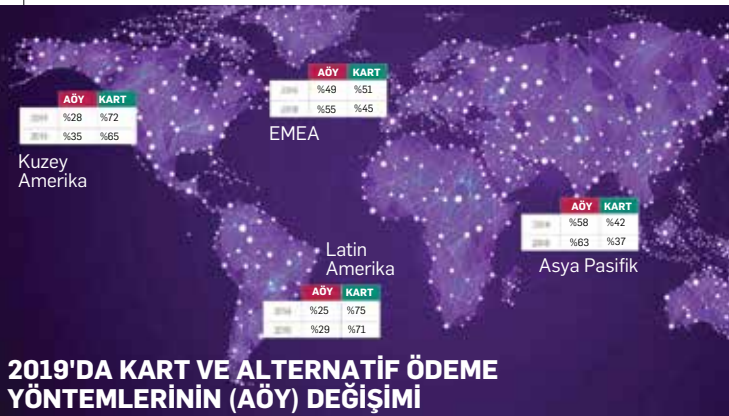 AÖY KART
%49 %51
%55 %45
EMEA
AÖY KART
%28 %72
%35 %65
Kuzey
Amerika
AÖY KART
%58 %42
%63 %37
Asya Pasifik
Latin
Amerika
AÖY KART
%25 %75
%29 %71
2019'DA KART VE ALTERNATİF ÖDEME
YÖNTEMLERİNİN (AÖY) DEĞİŞİMİ